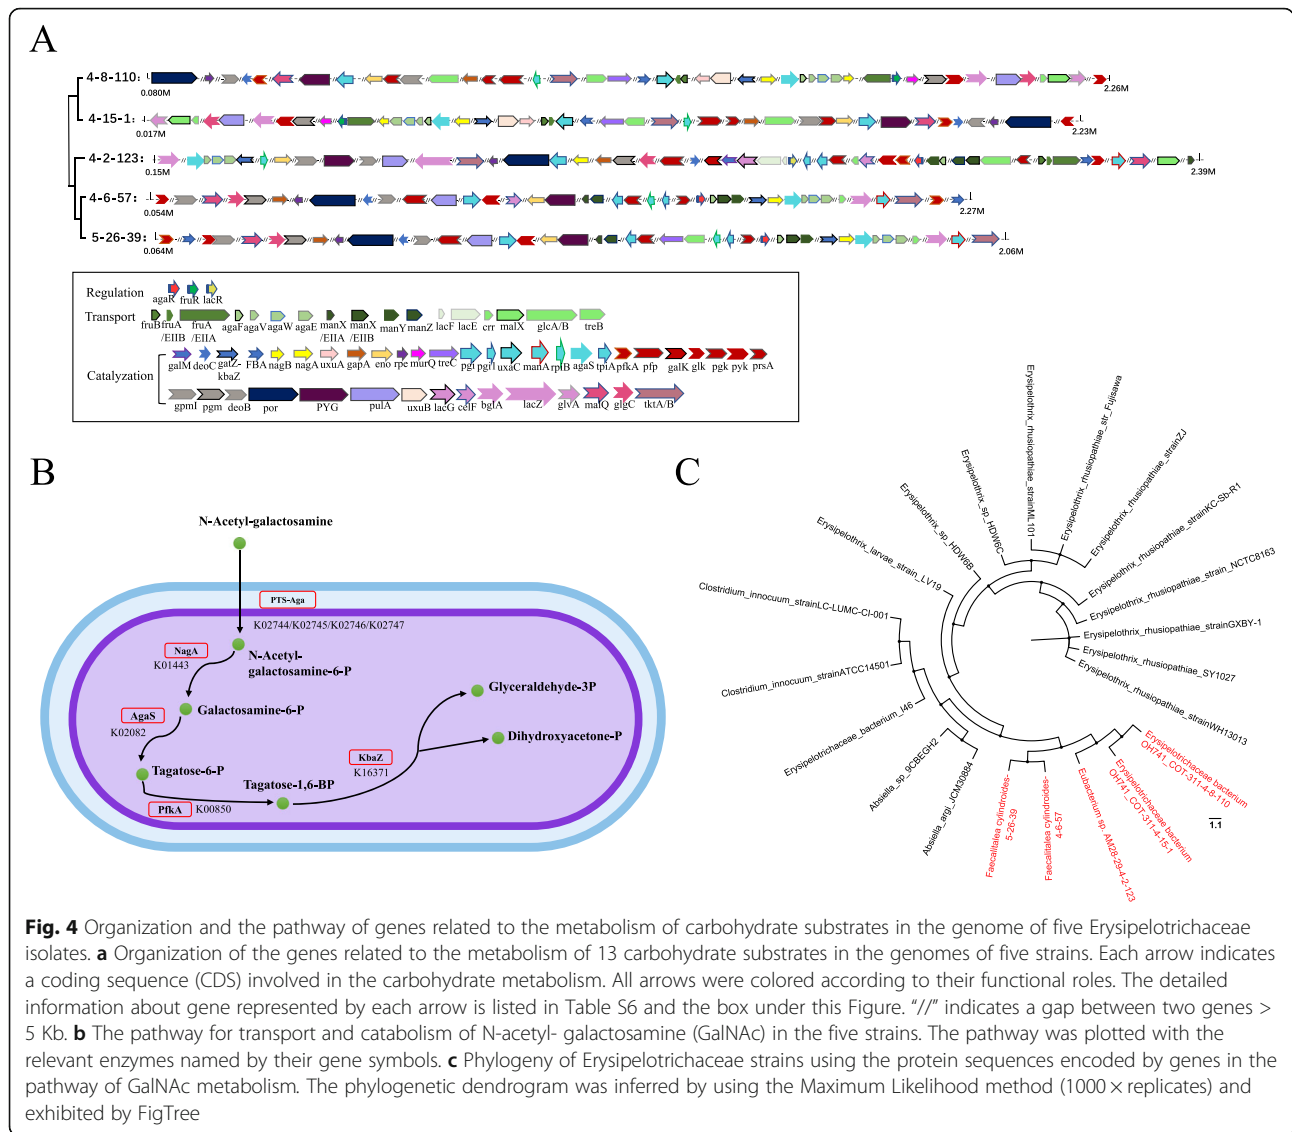 A
4-8-110:
0.080M
2.26M
4-15-1:
0.017M
2.23M
4-2-123:
0.15M
2.39M
4-6-57:
0.054M
2.27M
5-26-39:
0.064M
2.06M
Regulation
agaR fruR lacR
Transport
fruB fruA/EIIB fruA/EIIA agaF agaV agaW agaE manX/EIIA manX/EIIB manY manZ lacF lacE crr malX glcA/B treB
Catalyzation
galM deoC gatZ-kbaZ FBA nagB nagA uxuA gapA eno rpe murQ treC pgi pgrl uxaC manA rpiB agaS tpiA pfkA pfp galK glk pgk pyk prsA
gpmI pgm deoB por PYG pulA uxuB lacG celF bglA lacZ glvA malQ glgC tktA/B
B
N-Acetyl-galactosamine
PTS-Aga
K02744/K02745/K02746/K02747
NagA
K01443
N-Acetyl-
galactosamine-6-P
AgaS
K02082
Galactosamine-6-P
Tagatose-6-P
PfkA
K00850
Tagatose-1,6-BP
KbaZ
K16371
Glyceraldehyde-3P
Dihydroxyacetone-P
C
Erysipelothrix_rhusiopathiae_strainML101
Erysipelothrix_rhusiopathiae_str_Fujisawa
Erysipelothrix_rhusiopathiae_strainZJ
Erysipelothrix_rhusiopathiae_strainKC-Sb-R1
Erysipelothrix_rhusiopathiae_strain_NCTC8163
Erysipelothrix_rhusiopathiae_strainGXBY-1
Erysipelothrix_rhusiopathiae_SY1027
Erysipelothrix_rhusiopathiae_strainWH13013
Erysipelotrichaceae bacterium
OH741_COT-311-4-8-110
Erysipelotrichaceae bacterium
OH741_COT-311-4-15-1
Eubacterium sp. AM28-29-4-2-123
Faecalitalea cylindroides-
4-6-57
Faecalitalea cylindroides-
5-26-39
Absiella_argi_JCM30884
Absiella_sp_9CBEGH2
Erysipelotrichaceae_bacterium_I46
Clostridium_innocuum_strainATCC14501
Clostridium_innocuum_strainLC-LUMC-CI-001
Erysipelothrix_larvae_strain_LV19
Erysipelothrix_sp_HDW6B
Erysipelothrix_sp_HDW6C
1.1
Fig. 4 Organization and the pathway of genes related to the metabolism of carbohydrate substrates in the genome of five Erysipelotrichaceae
isolates. a Organization of the genes related to the metabolism of 13 carbohydrate substrates in the genomes of five strains. Each arrow indicates
a coding sequence (CDS) involved in the carbohydrate metabolism. All arrows were colored according to their functional roles. The detailed
information about gene represented by each arrow is listed in Table S6 and the box under this Figure. “//” indicates a gap between two genes >
5 Kb. b The pathway for transport and catabolism of N-acetyl- galactosamine (GalNAc) in the five strains. The pathway was plotted with the
relevant enzymes named by their gene symbols. c Phylogeny of Erysipelotrichaceae strains using the protein sequences encoded by genes in the
pathway of GalNAc metabolism. The phylogenetic dendrogram was inferred by using the Maximum Likelihood method (1000 × replicates) and
exhibited by FigTree